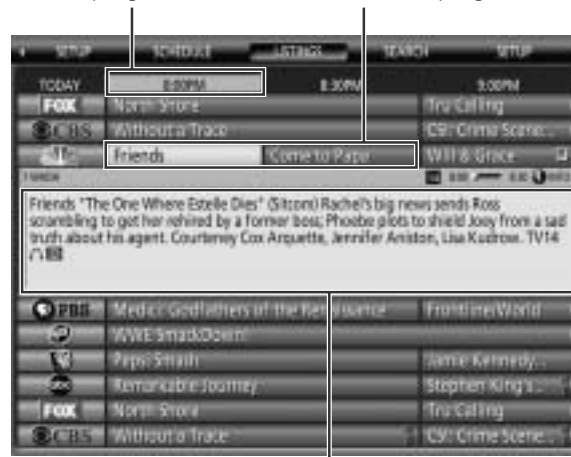 SETUP SCHEDULE LISTINGS SEARCH SETUP
TODAY 8:00PM 8:30PM 9:00PM
FOX North Shore Tru Calling
CBS Without a Trace CSI: Crime Scene...
Friends Come to Papa Will & Grace
Friends "The One Where Estelle Dies" (Sitcom) Rachel's big news sends Ross
scrambling to get her rehired by a former boss; Phoebe plots to shield Joey from a sad
truth about his agent. Courteney Cox Arquette, Jennifer Aniston, Lisa Kudrow. TV14
PBS Medici: Godfathers of the Renaissance Frontline/World
WWE SmackDown!
Pepsi Smash Jamie Kennedy...
abc Remarkable Journey Stephen King's...
FOX North Shore Tru Calling
CBS Without a Trace CSI: Crime Scene...